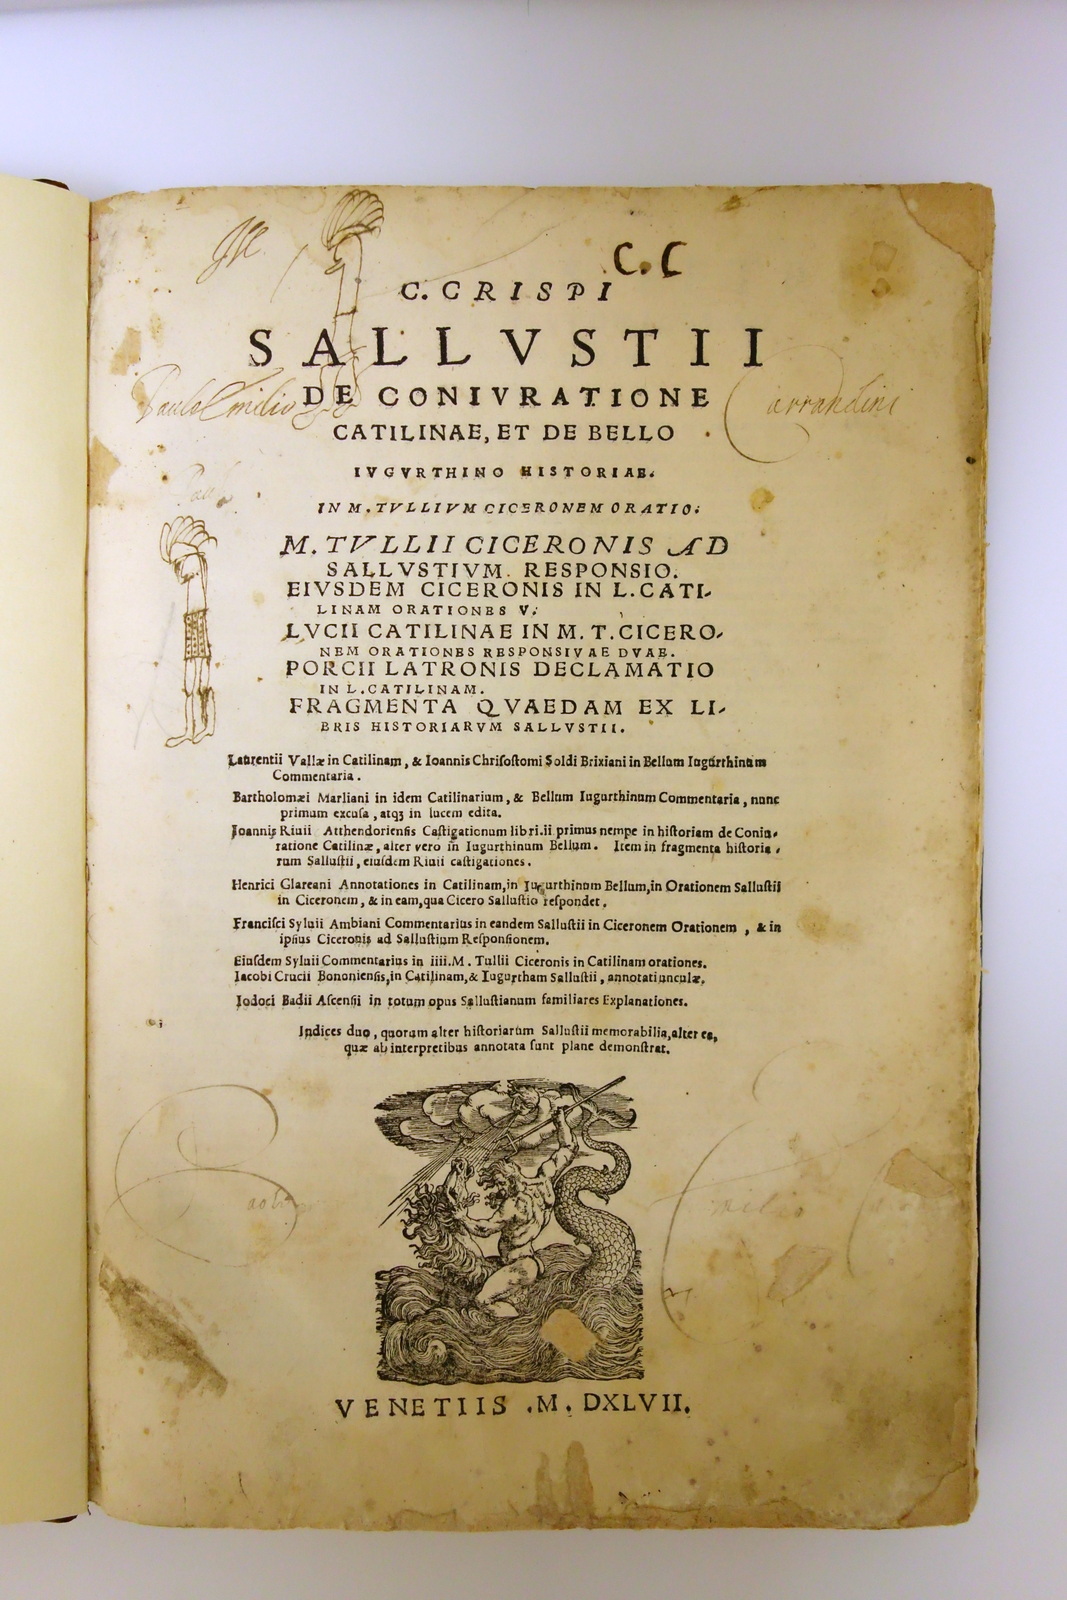 C. C
C. CRISPI
SALLVSTII
DE CONIVRATIONE
Paulo Emilio Carrandini
CATILINAE, ET DE BELLO
IVGVRTHINO HISTORIAE.
IN M. TVLLIVM CICERONEM ORATIO:
M. TVLLII CICERONIS AD
SALLVSTIVM RESPONSIO.
EIVSDEM CICERONIS IN L. CATI-
LINAM ORATIONES V.
LVCII CATILINAE IN M. T. CICERO-
NEM ORATIONES RESPONSIVAE DVAE.
PORCII LATRONIS DECLAMATIO
IN L. CATILINAM.
FRAGMENTA QVAEDAM EX LI-
BRIS HISTORIARVM SALLVSTII.
Laurentii Vallæ in Catilinam, & Ioannis Chriſoſtomi Soldi Brixiani in Bellum Iugurthinum
Commentaria.
Bartholomæi Marliani in idem Catilinarium, & Bellum Iugurthinum Commentaria, nunc
primum excuſa, atqȝ in lucem edita.
Ioannis Riuii Atthendorienſis Caſtigationum libri.ii primus nempe in hiſtoriam de Coniu-
ratione Catilinæ, alter vero in Iugurthinum Bellum. Item in fragmenta hiſtoria-
rum Salluſtii, eiuſdem Riuii caſtigationes.
Henrici Glareani Annotationes in Catilinam, in Iugurthinum Bellum, in Orationem Salluſtii
in Ciceronem, & in eam, qua Cicero Salluſtio reſpondet.
Franciſci Syluii Ambiani Commentarius in eandem Salluſtii in Ciceronem Orationem, & in
ipſius Ciceronis ad Salluſtium Reſponſionem.
Eiuſdem Syluii Commentarius in iiii.M. Tullii Ciceronis in Catilinam orationes.
Iacobi Crucii Bononienſis, in Catilinam, & Iugurtham Salluſtii, annotatiunculæ.
Iodoci Badii Aſcenſii in totum opus Salluſtianum familiares Explanationes.
Indices duo, quorum alter hiſtoriarum Salluſtii memorabilia, alter ea,
quæ ab interpretibus annotata ſunt plane demonſtrat.
VENETIIS .M. DXLVII.